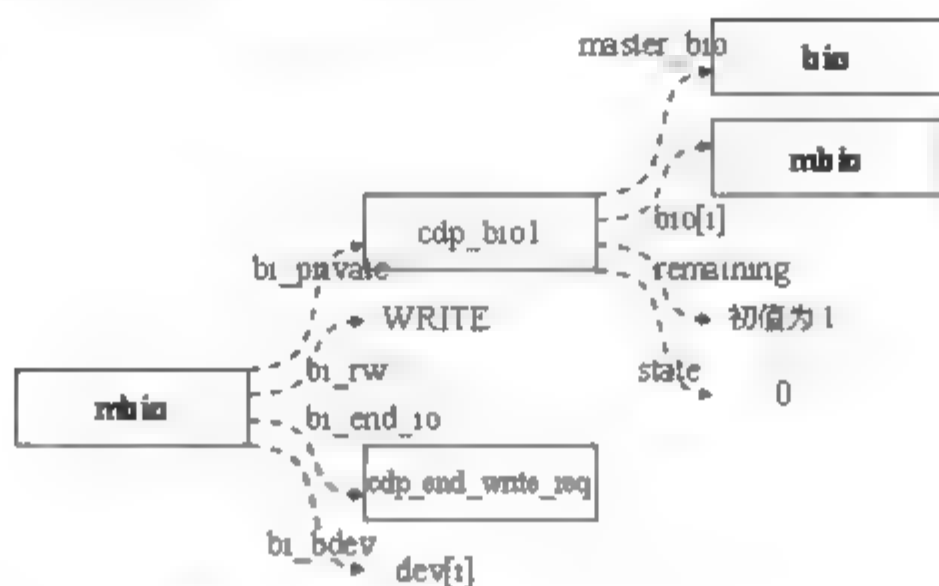 master_bio
bio
mbio
cdp_bio1
bio[i]
bi_private
remaining
WRITE
初值为 1
bi_rw
state
0
mbio
bi_end_io
cdp_end_write_req
bi_bdev
dev[i]